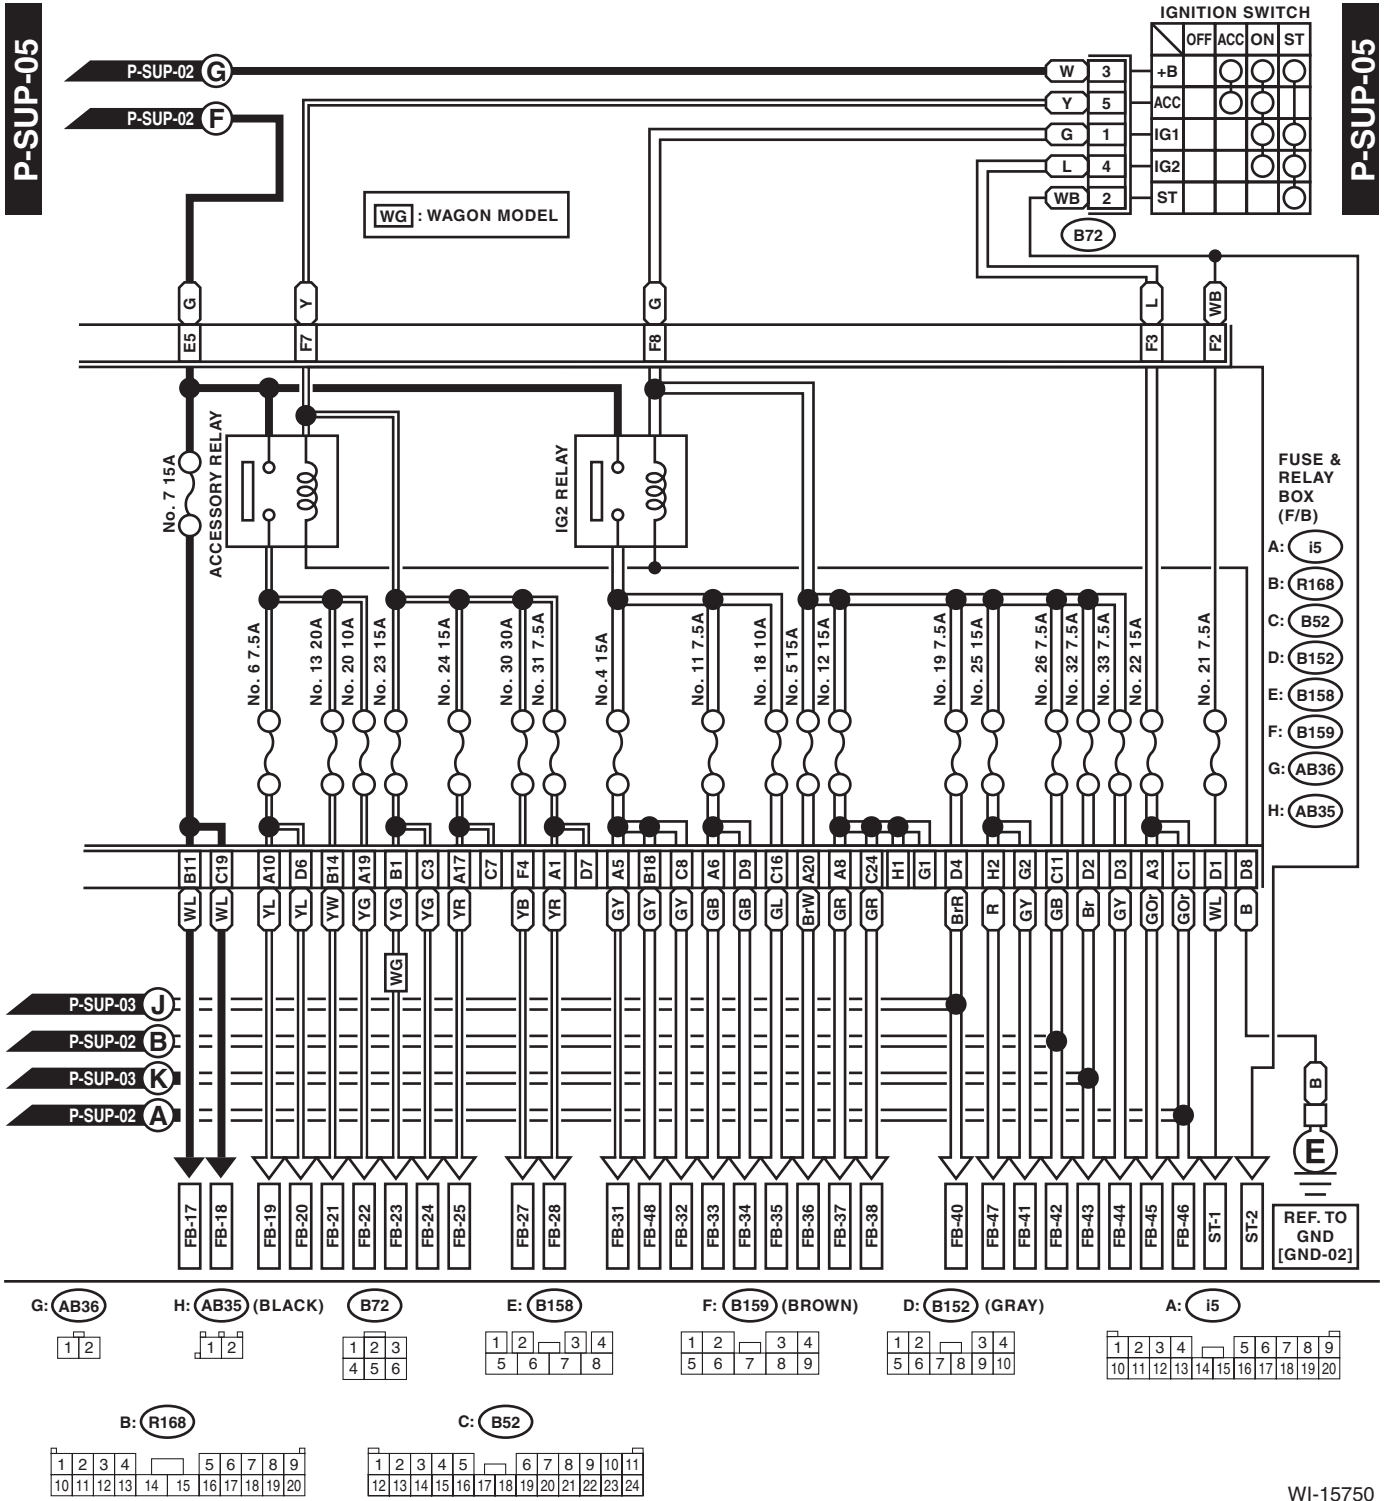 P-SUP-05
IGNITION SWITCH
P-SUP-05
OFF ACC ON ST
P-SUP-02 G
W 3 +B
Y 5 ACC
P-SUP-02 F
G 1 IG1
L 4 IG2
WB 2 ST
WG : WAGON MODEL
B72
G Y G L WB
E5 F7 F8 F3 F2
No. 7 15A
ACCESSORY RELAY
IG2 RELAY
FUSE &
RELAY
BOX
(F/B)
A: i5
B: R168
C: B52
D: B152
E: B158
F: B159
G: AB36
H: AB35
No. 6 7.5A
No. 13 20A
No. 20 10A
No. 23 15A
No. 24 15A
No. 30 30A
No. 31 7.5A
No.4 15A
No. 11 7.5A
No. 18 10A
No. 5 15A
No. 12 15A
No. 19 7.5A
No. 25 15A
No. 26 7.5A
No. 32 7.5A
No. 33 7.5A
No. 22 15A
No. 21 7.5A
B11 C19 A10 D6 B14 A19 B1 C3 A17 C7 F4 A1 D7 A5 B18 C8 A6 D9 C16 A20 A8 C24 H1 G1 D4 H2 G2 C11 D2 D3 A3 C1 D1 D8
WL WL YL YL YW YG YG YG YR YB YR GY GY GY GB GB GL BrW GR GR BrR R GY GB Br GY GOr GOr WL B
WG
P-SUP-03 J
P-SUP-02 B
P-SUP-03 K
B
P-SUP-02 A
E
FB-17 FB-18 FB-19 FB-20 FB-21 FB-22 FB-23 FB-24 FB-25 FB-27 FB-28 FB-31 FB-48 FB-32 FB-33 FB-34 FB-35 FB-36 FB-37 FB-38 FB-40 FB-47 FB-41 FB-42 FB-43 FB-44 FB-45 FB-46 ST-1 ST-2
REF. TO
GND
[GND-02]
G: AB36 H: AB35 (BLACK) B72 E: B158 F: B159 (BROWN) D: B152 (GRAY) A: i5
1 2
1 2
1 2 3
4 5 6
1 2 3 4
5 6 7 8
1 2 3 4
5 6 7 8 9
1 2 3 4
5 6 7 8 9 10
1 2 3 4 5 6 7 8 9
10 11 12 13 14 15 16 17 18 19 20
B: R168 C: B52
1 2 3 4 5 6 7 8 9
10 11 12 13 14 15 16 17 18 19 20
1 2 3 4 5 6 7 8 9 10 11
12 13 14 15 16 17 18 19 20 21 22 23 24
WI-15750